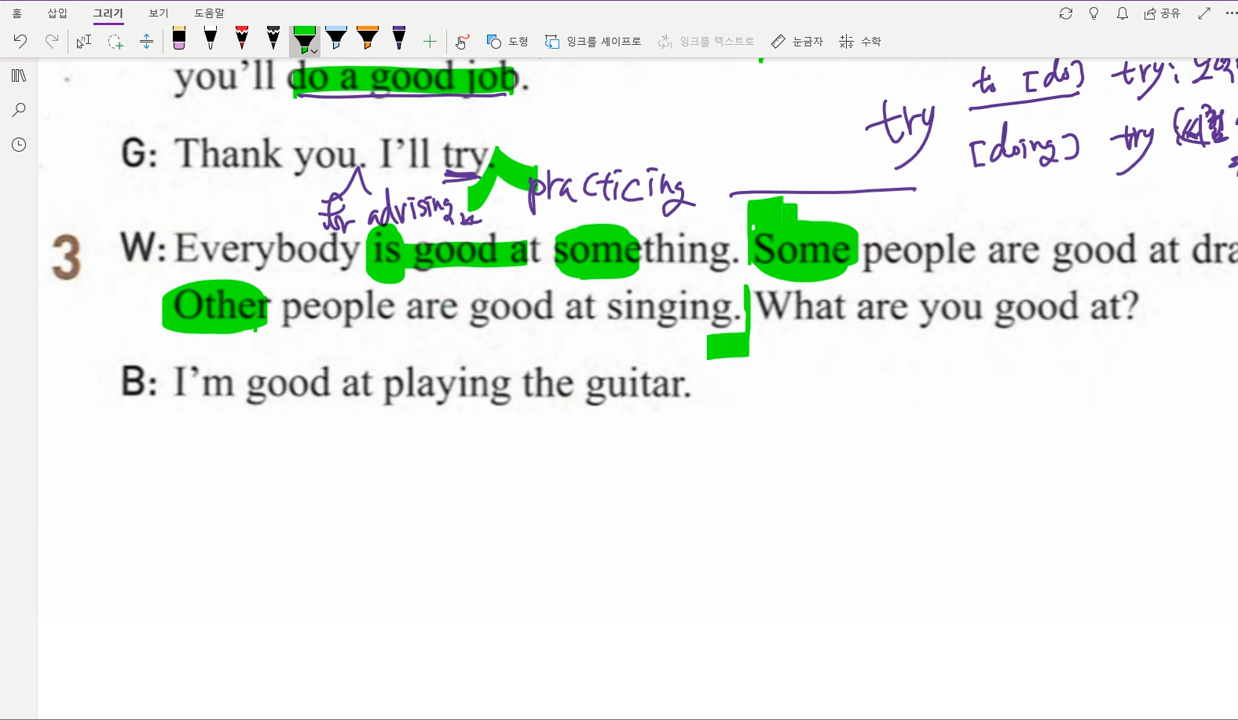 홈 삽입 그리기 보기 도움말 공유
도형 잉크를 셰이프로 잉크를 텍스트로 눈금자 수학
you'll do a good job.
to [do] try:
try
[doing] try
G: Thank you. I'll try.
practicing
for advising
3 W: Everybody is good at something. Some people are good at dra
Other people are good at singing. What are you good at?
B: I'm good at playing the guitar.